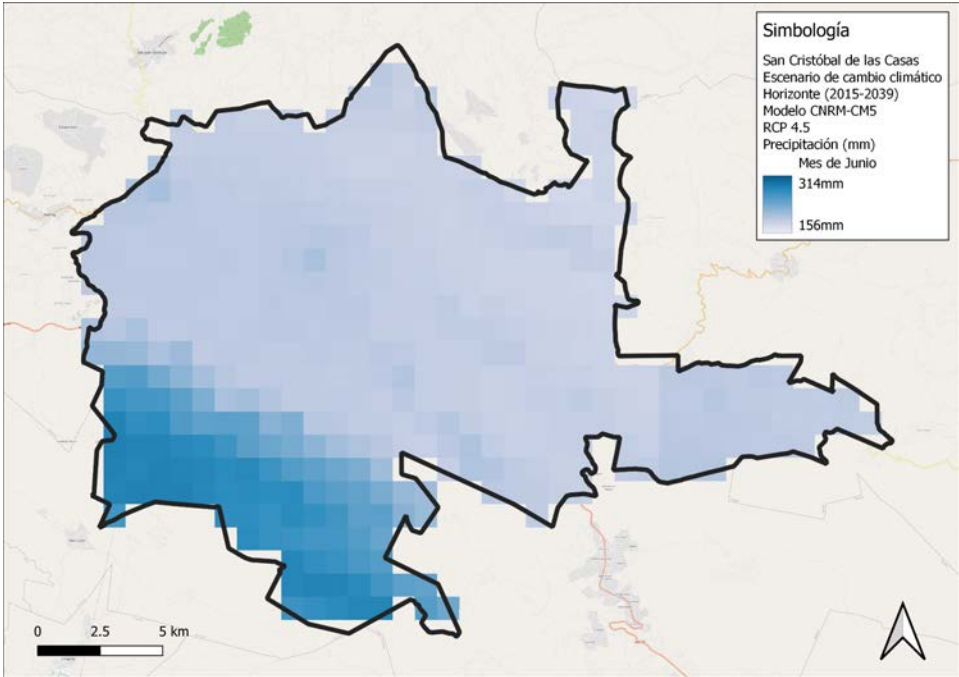 Simbología
San Cristóbal de las Casas
Escenario de cambio climático
Horizonte (2015-2039)
Modelo CNRM-CM5
RCP 4.5
Precipitación (mm)
Mes de Junio
314mm
156mm
0 2.5 5 km